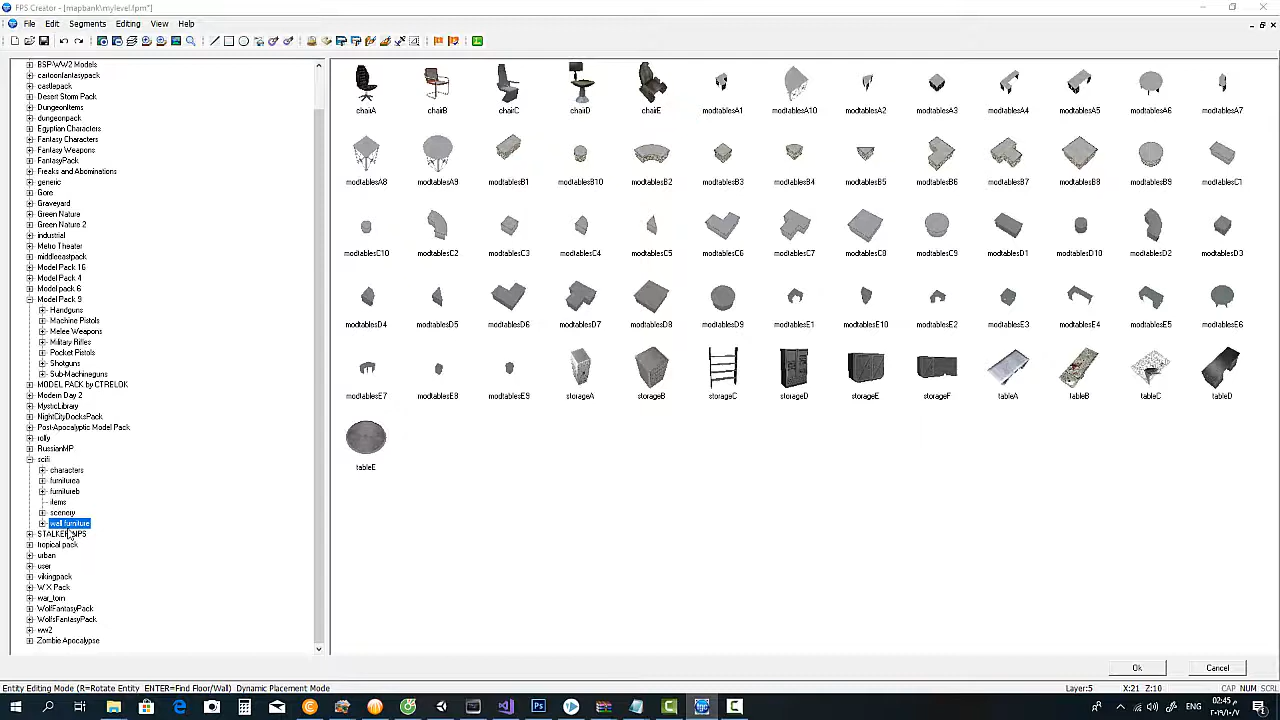 FPS Creator - [mapbank\mylevel.fpm*]
File Edit Segments Editing View Help
BSP-WW2 Models
cartoonfantasypack
castlepack
Desert Storm Pack
DungeonItems
dungeonpack
Egyptian Characters
Fantasy Characters
Fantasy Weapons
FantasyPack
Freaks and Abominations
generic
Gore
Graveyard
Green Nature
Green Nature 2
industrial
Metro Theater
middleeastpack
Model Pack 16
Model Pack 4
Model pack 6
Model Pack 9
Handguns
Machine Pistols
Melee Weapons
Military Rifles
Pocket Pistols
Shotguns
Sub-Machineguns
MODEL PACK by CTRELOK
Modern Day 2
MysticLibrary
NightCityDocksPack
Post-Apocalyptic Model Pack
rolly
RussianMP
scifi
characters
furniturea
furnitureb
items
scenery
wall furniture
STALKER NPS
tropical pack
urban
user
vikingpack
W X Pack
war_torn
WolfFantasyPack
WolfsFantasyPack
ww2
Zombie Apocalypse
chairA chairB chairC chairD chairE modtablesA1 modtablesA10 modtablesA2 modtablesA3 modtablesA4 modtablesA5 modtablesA6 modtablesA7
modtablesA8 modtablesA9 modtablesB1 modtablesB10 modtablesB2 modtablesB3 modtablesB4 modtablesB5 modtablesB6 modtablesB7 modtablesB8 modtablesB9 modtablesC1
modtablesC10 modtablesC2 modtablesC3 modtablesC4 modtablesC5 modtablesC6 modtablesC7 modtablesC8 modtablesC9 modtablesD1 modtablesD10 modtablesD2 modtablesD3
modtablesD4 modtablesD5 modtablesD6 modtablesD7 modtablesD8 modtablesD9 modtablesE1 modtablesE10 modtablesE2 modtablesE3 modtablesE4 modtablesE5 modtablesE6
modtablesE7 modtablesE8 modtablesE9 storageA storageB storageC storageD storageE storageF tableA tableB tableC tableD
tableE
Ok Cancel
Entity Editing Mode (R=Rotate Entity ENTER=Find Floor/Wall) Dynamic Placement Mode Layer:5 X:21 Z:10 CAP NUM SCRL
ENG 02:45